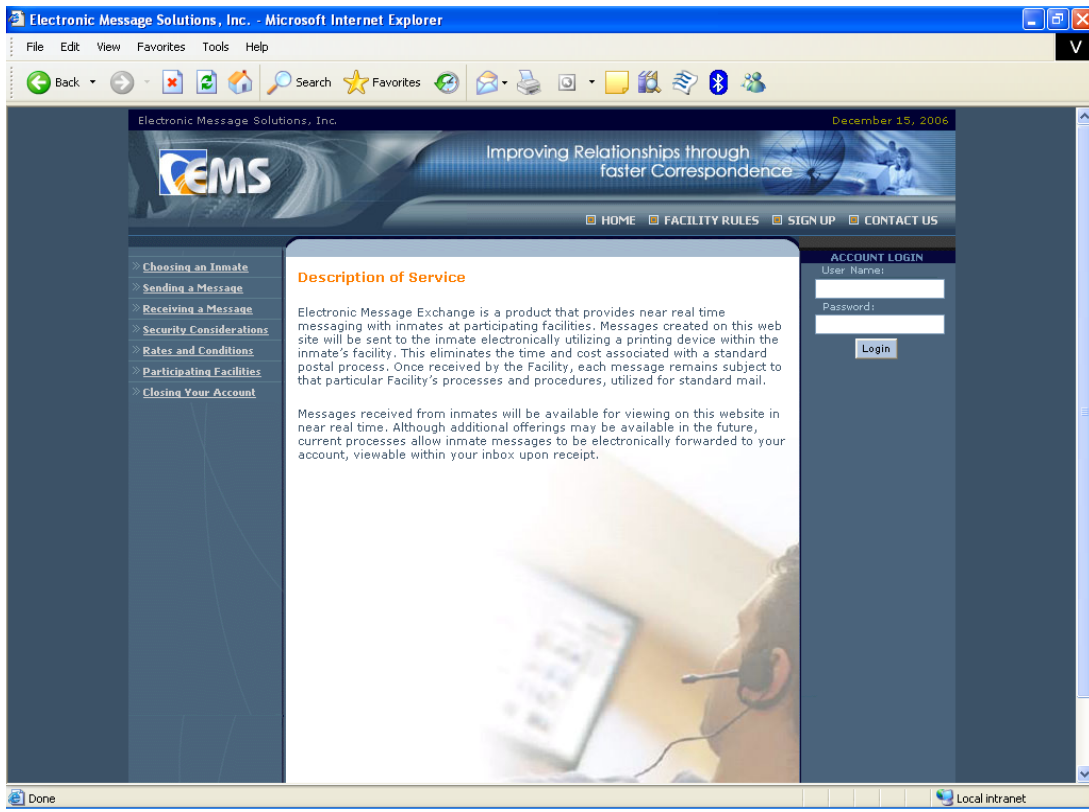 Electronic Message Solutions, Inc. - Microsoft Internet Explorer
File Edit View Favorites Tools Help
V
Back Search Favorites
Electronic Message Solutions, Inc. December 15, 2006
EMS
Improving Relationships through
faster Correspondence
HOME FACILITY RULES SIGN UP CONTACT US
Choosing an Inmate
Sending a Message
Receiving a Message
Security Considerations
Rates and Conditions
Participating Facilities
Closing Your Account
Description of Service
Electronic Message Exchange is a product that provides near real time
messaging with inmates at participating facilities. Messages created on this web
site will be sent to the inmate electronically utilizing a printing device within the
inmate's facility. This eliminates the time and cost associated with a standard
postal process. Once received by the Facility, each message remains subject to
that particular Facility's processes and procedures, utilized for standard mail.
Messages received from inmates will be available for viewing on this website in
near real time. Although additional offerings may be available in the future,
current processes allow inmate messages to be electronically forwarded to your
account, viewable within your inbox upon receipt.
ACCOUNT LOGIN
User Name:
Password:
Login
Done Local intranet